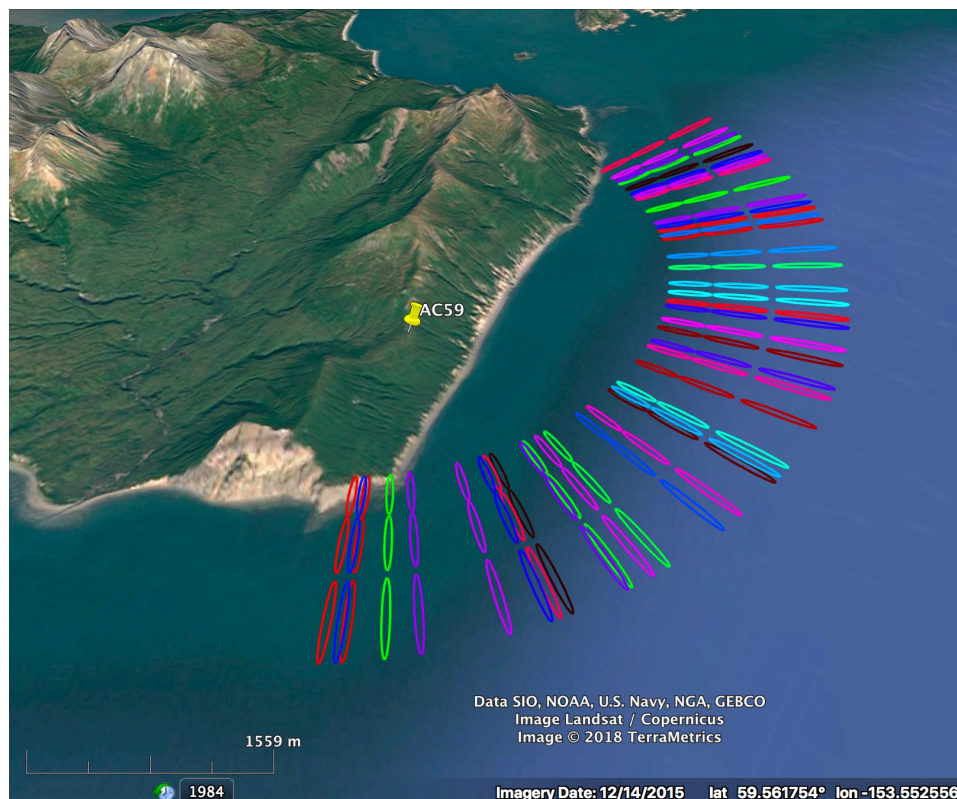 AC59
Data SIO, NOAA, U.S. Navy, NGA, GEBCO
Image Landsat / Copernicus
Image © 2018 TerraMetrics
1559 m
1984
Imagery Date: 12/14/2015 lat 59.561754° lon -153.552556